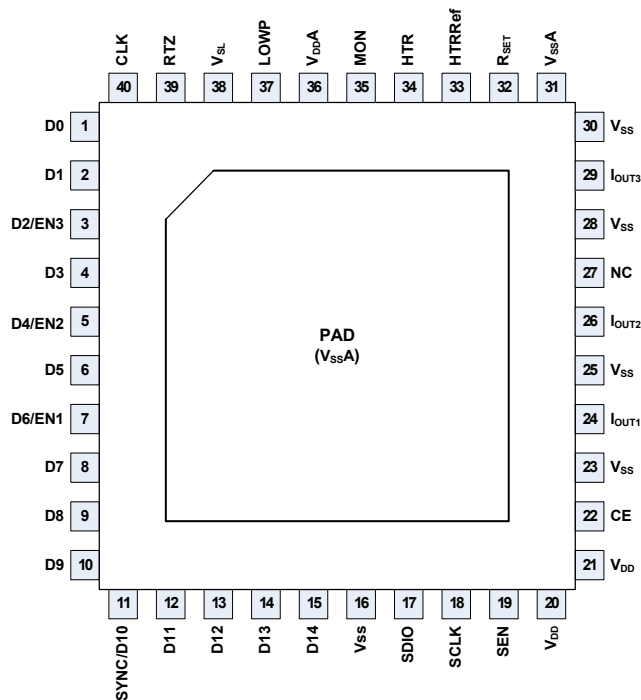 CLK RTZ VSL LOWP VDDA MON HTR HTRRef RSET VSSA
40 39 38 37 36 35 34 33 32 31
D0 1
D1 2
D2/EN3 3
D3 4
D4/EN2 5
D5 6
D6/EN1 7
D7 8
D8 9
D9 10
PAD
(VSSA)
30 VSS
29 IOUT3
28 VSS
27 NC
26 IOUT2
25 VSS
24 IOUT1
23 VSS
22 CE
21 VDD
11 12 13 14 15 16 17 18 19 20
SYNC/D10 D11 D12 D13 D14 Vss SDIO SCLK SEN VDD